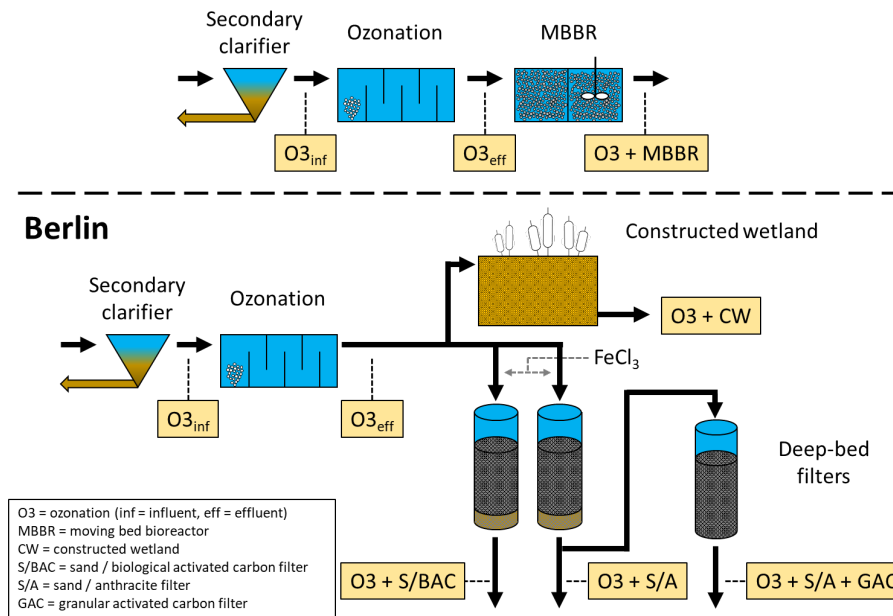 Secondary
clarifier
Ozonation
MBBR
O3inf
O3eff
O3 + MBBR
Berlin
Constructed wetland
Secondary
clarifier
Ozonation
O3 + CW
FeCl3
O3inf
O3eff
Deep-bed
filters
O3 = ozonation (inf = influent, eff = effluent)
MBBR = moving bed bioreactor
CW = constructed wetland
S/BAC = sand / biological activated carbon filter
S/A = sand / anthracite filter
GAC = granular activated carbon filter
O3 + S/BAC
O3 + S/A
O3 + S/A + GAC